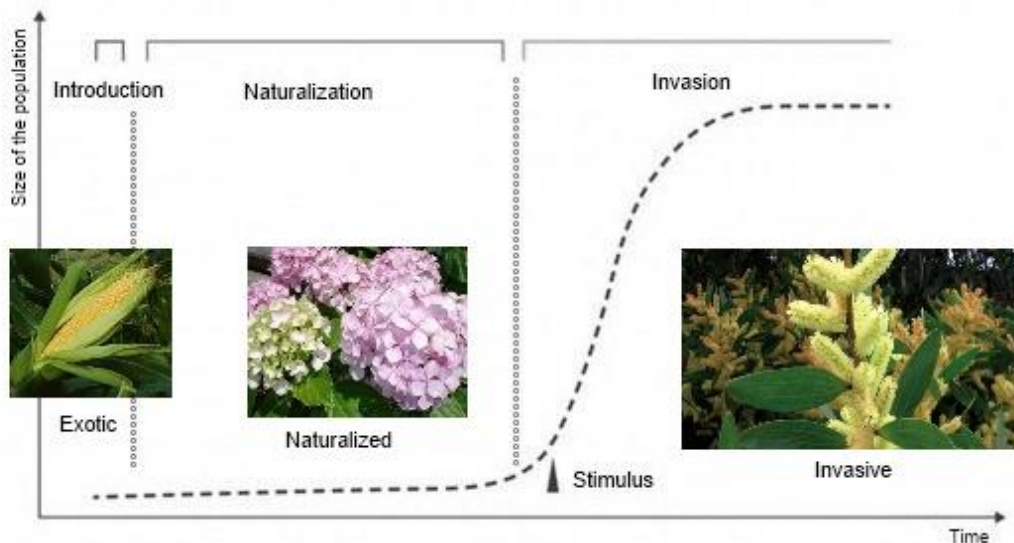 Size of the population
Introduction
Naturalization
Invasion
Exotic
Naturalized
Stimulus
Invasive
Time